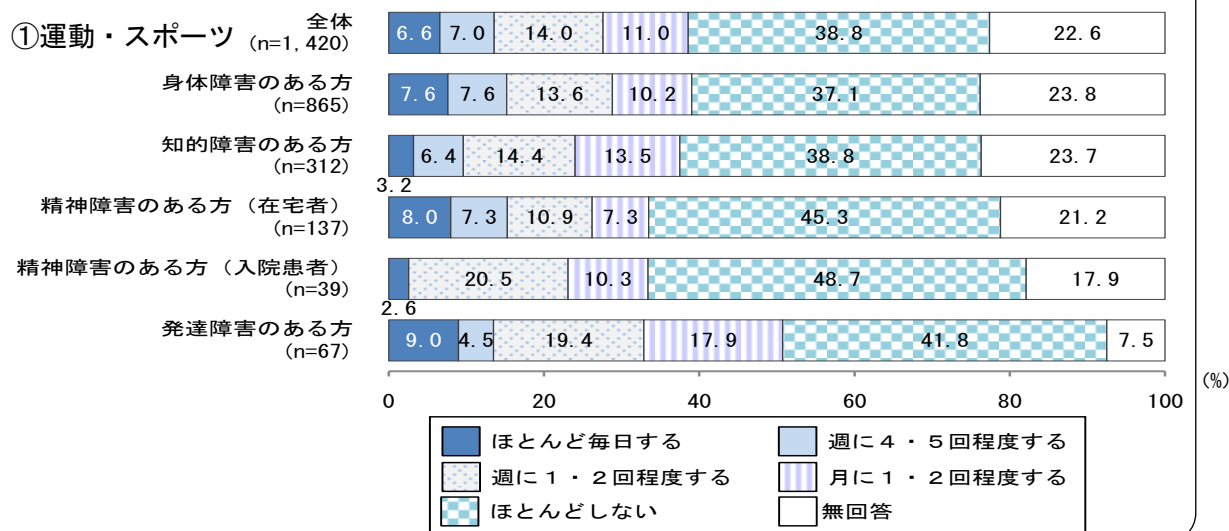 ①運動・スポーツ
全体
(n=1,420)
6.6 7.0 14.0 11.0 38.8 22.6
身体障害のある方
(n=865)
7.6 7.6 13.6 10.2 37.1 23.8
知的障害のある方
(n=312)
3.2 6.4 14.4 13.5 38.8 23.7
精神障害のある方（在宅者）
(n=137)
8.0 7.3 10.9 7.3 45.3 21.2
精神障害のある方（入院患者）
(n=39)
2.6 20.5 10.3 48.7 17.9
発達障害のある方
(n=67)
9.0 4.5 19.4 17.9 41.8 7.5
(%)
0 20 40 60 80 100
ほとんど毎日する 週に４・５回程度する
週に１・２回程度する 月に１・２回程度する
ほとんどしない 無回答